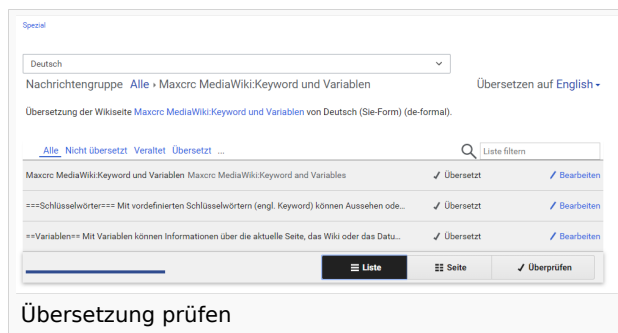 Spezial
Deutsch
Nachrichtengruppe Alle › Maxcrc MediaWiki:Keyword und Variablen Übersetzen auf English
Übersetzung der Wikiseite Maxcrc MediaWiki:Keyword und Variablen von Deutsch (Sie-Form) (de-formal).
Alle Nicht übersetzt Veraltet Übersetzt ... Liste filtern
Maxcrc MediaWiki:Keyword und Variablen Maxcrc MediaWiki:Keyword and Variables ✓ Übersetzt Bearbeiten
===Schlüsselwörter=== Mit vordefinierten Schlüsselwörtern (engl. Keyword) können Aussehen ode... ✓ Übersetzt Bearbeiten
==Variablen== Mit Variablen können Informationen über die aktuelle Seite, das Wiki oder das Datu... ✓ Übersetzt Bearbeiten
Liste Seite ✓ Überprüfen
Übersetzung prüfen